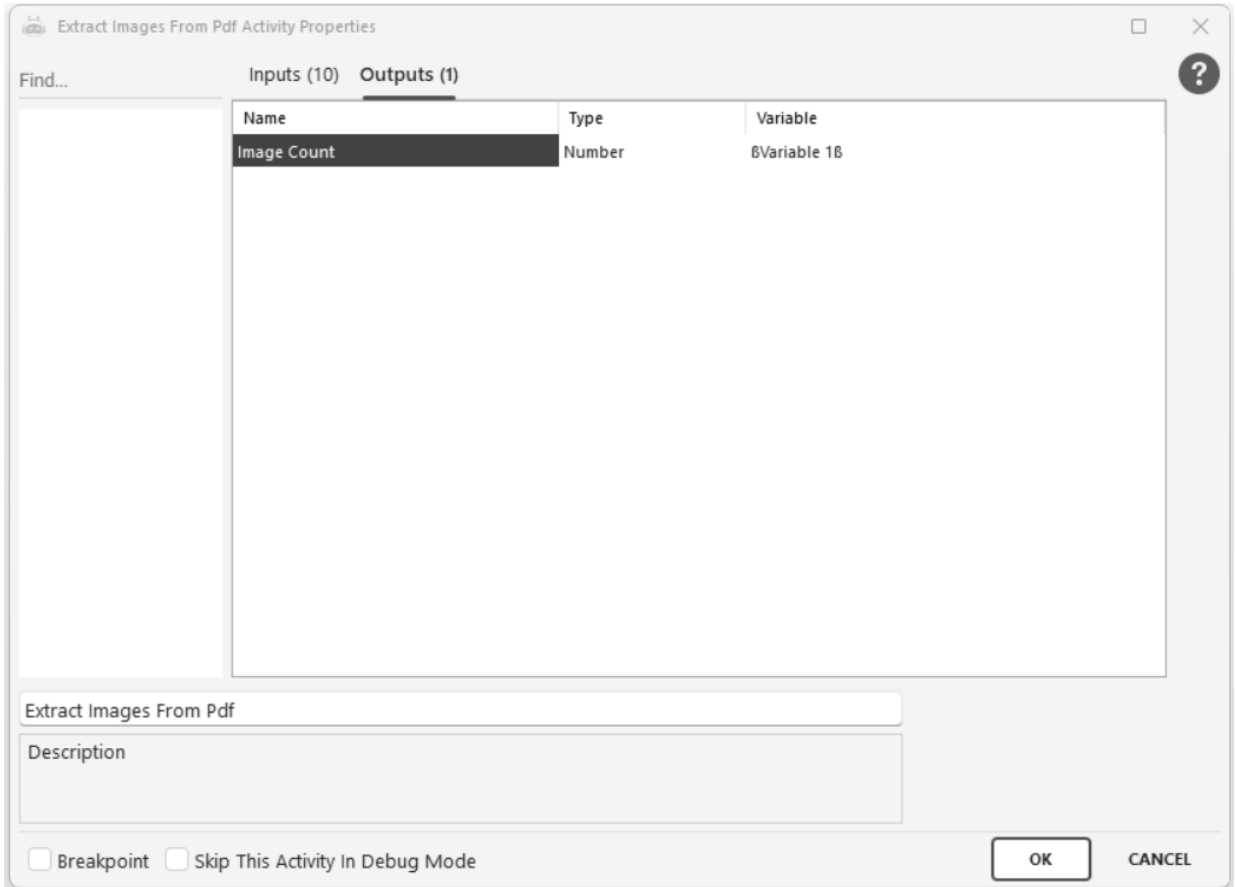 Extract Images From Pdf Activity Properties
Find...
Inputs (10) Outputs (1)
?
Name Type Variable
Image Count Number ßVariable 1ß
Extract Images From Pdf
Description
Breakpoint Skip This Activity In Debug Mode
OK CANCEL